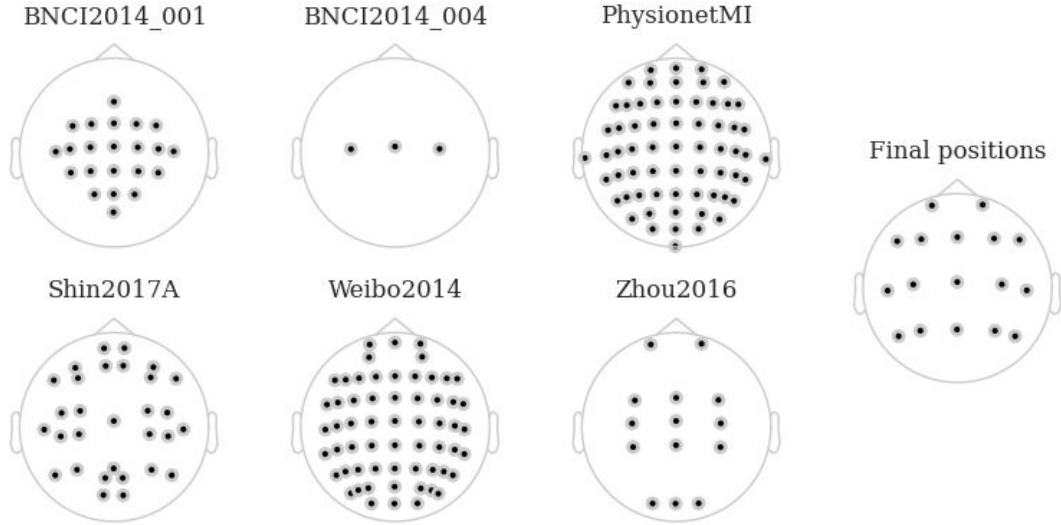 BNCI2014_001
BNCI2014_004
PhysionetMI
Final positions
Shin2017A
Weibo2014
Zhou2016